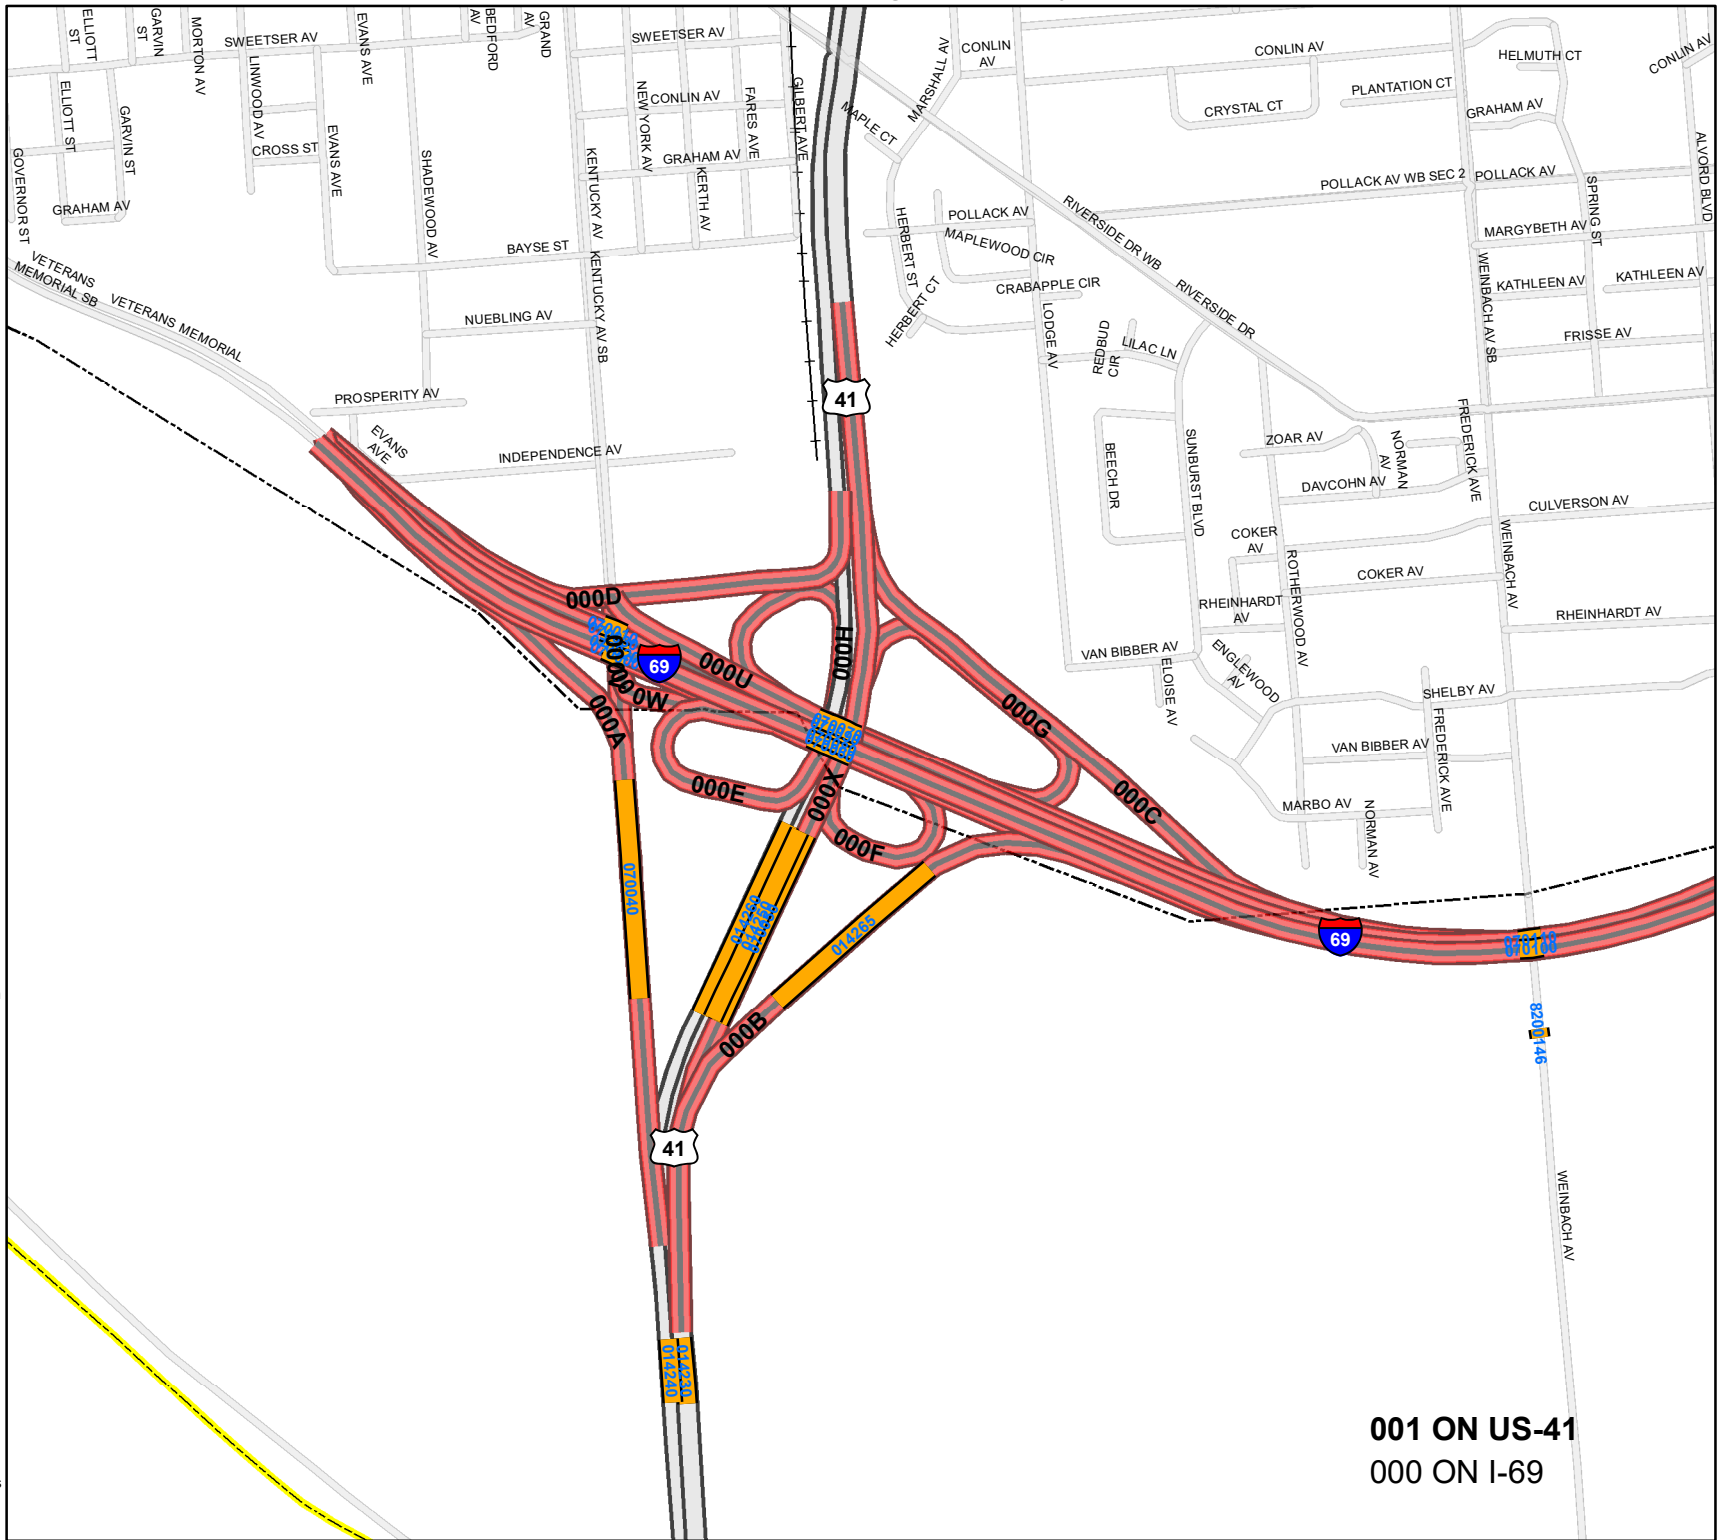 ELLIOTT ST
GARVIN ST
MORTON AV
SWEETSER AV
EVANS AVE
BEDFORD AV
GRAND AV
SWEETSER AV
MARSHALL AV
CONLIN AV
CONLIN AV
HELMUTH CT
CONLIN AV
ELLIOTT ST
GARVIN ST
LINWOOD AV
CROSS ST
EVANS AVE
NEW YORK AV
CONLIN AV
FARES AVE
GILBERT AVE
MAPLE CT
CRYSTAL CT
PLANTATION CT
GRAHAM AV
ALVORD BLVD
GOVERNOR ST
GRAHAM AV
SHADEWOOD AV
KENTUCKY AV
GRAHAM AV
KERTH AV
POLLACK AV WB SEC 2
POLLACK AV
SPRING ST
HERBERT ST
POLLACK AV
RIVERSIDE DR WB
MARGYBETH AV
BAYSE ST
MAPLEWOOD CIR
VETERANS
MEMORIAL SB
VETERANS MEMORIAL
KENTUCKY AV SB
CRABAPPLE CIR
RIVERSIDE DR
WEINBACH AV SB
KATHLEEN AV
KATHLEEN AV
NUEBLING AV
HERBERT CT
LODGE AV
REDBUD CIR
LILAC LN
FRISSE AV
PROSPERITY AV
41
EVANS AVE
INDEPENDENCE AV
BEECH DR
SUNBURST BLVD
ZOAR AV
NORMAN AV
FREDERICK AVE
DAVCOHN AV
CULVERSON AV
COKER AV
ROTHERWOOD AV
COKER AV
WEINBACH AV
000D
RHEINHARDT AV
RHEINHARDT AV
69
000U
000H
VAN BIBBER AV
ELOISE AV
ENGLEWOOD AV
SHELBY AV
FREDERICK AVE
000W
000A
000G
VAN BIBBER AV
000E
000X
000C
MARBO AV
NORMAN AV
000F
070040
014260
014250
014265
69
070110
070100
000B
8200146
41
WEINBACH AV
014240
014230
001 ON US-41
000 ON I-69